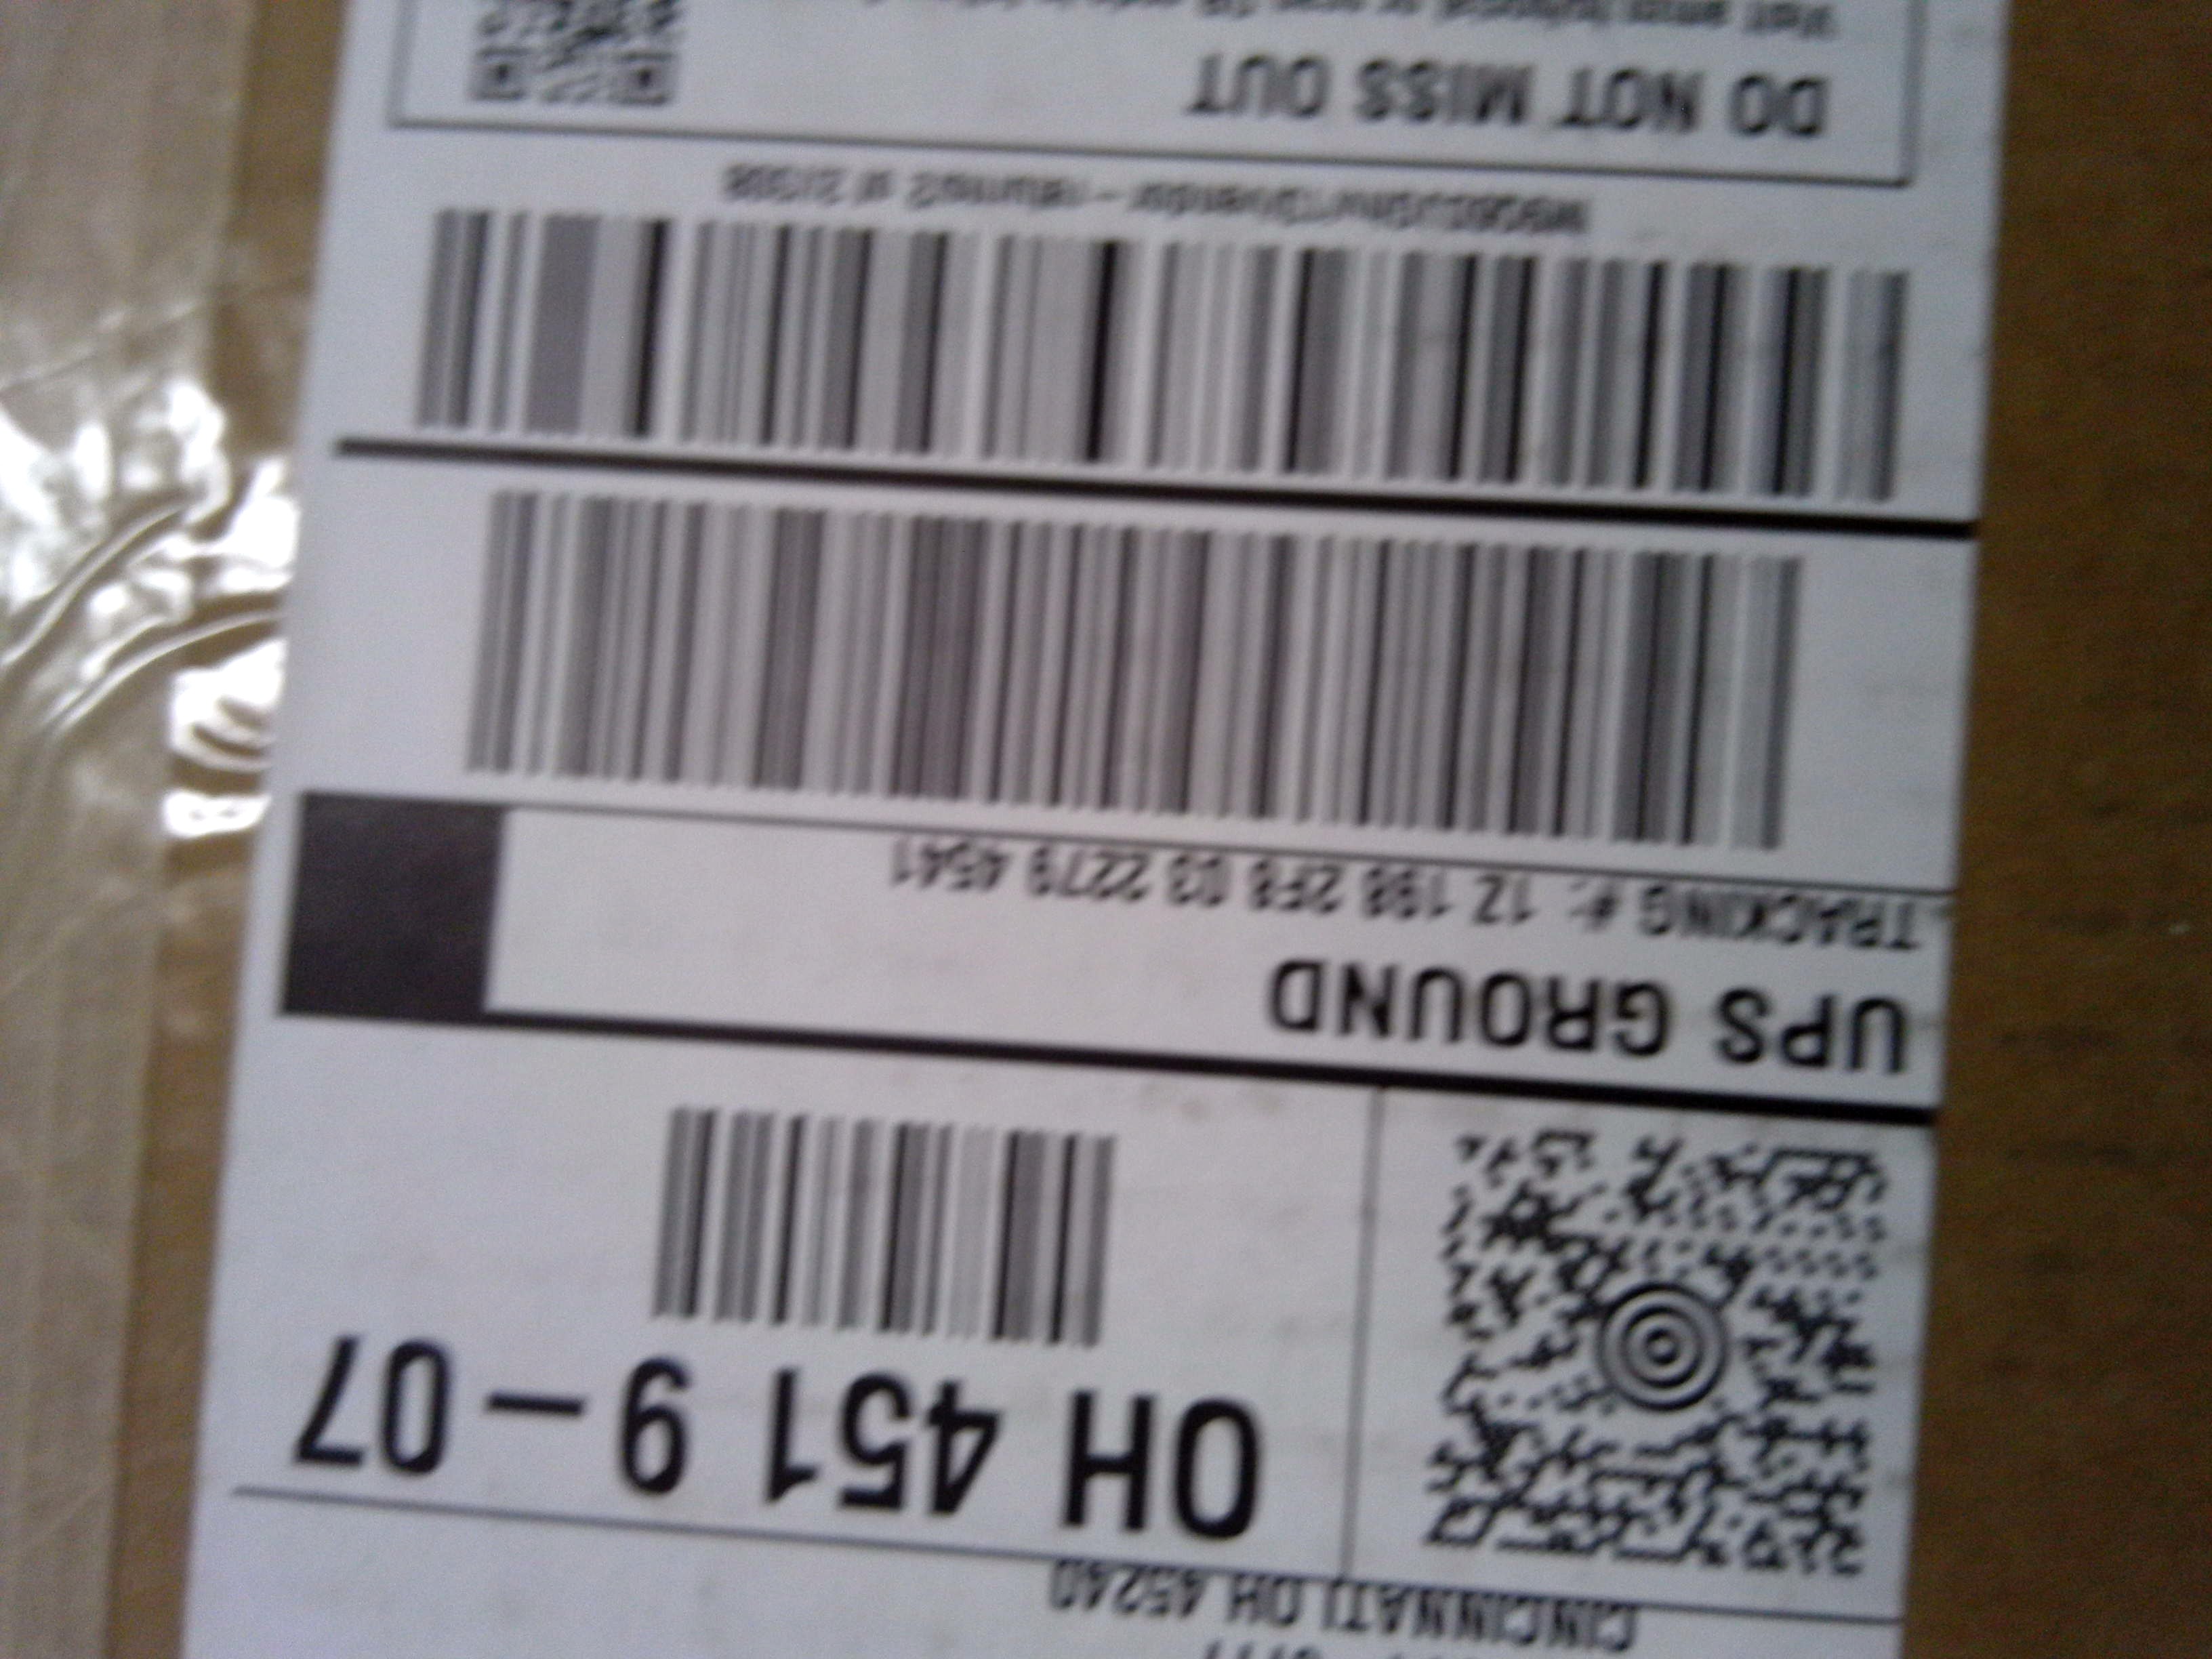 CINCINNATI OH 45240
OH 451 9 – 07
UPS GROUND
TRACKING #: 1Z 198 2F8 03 2279 4541
DO NOT MISS OUT